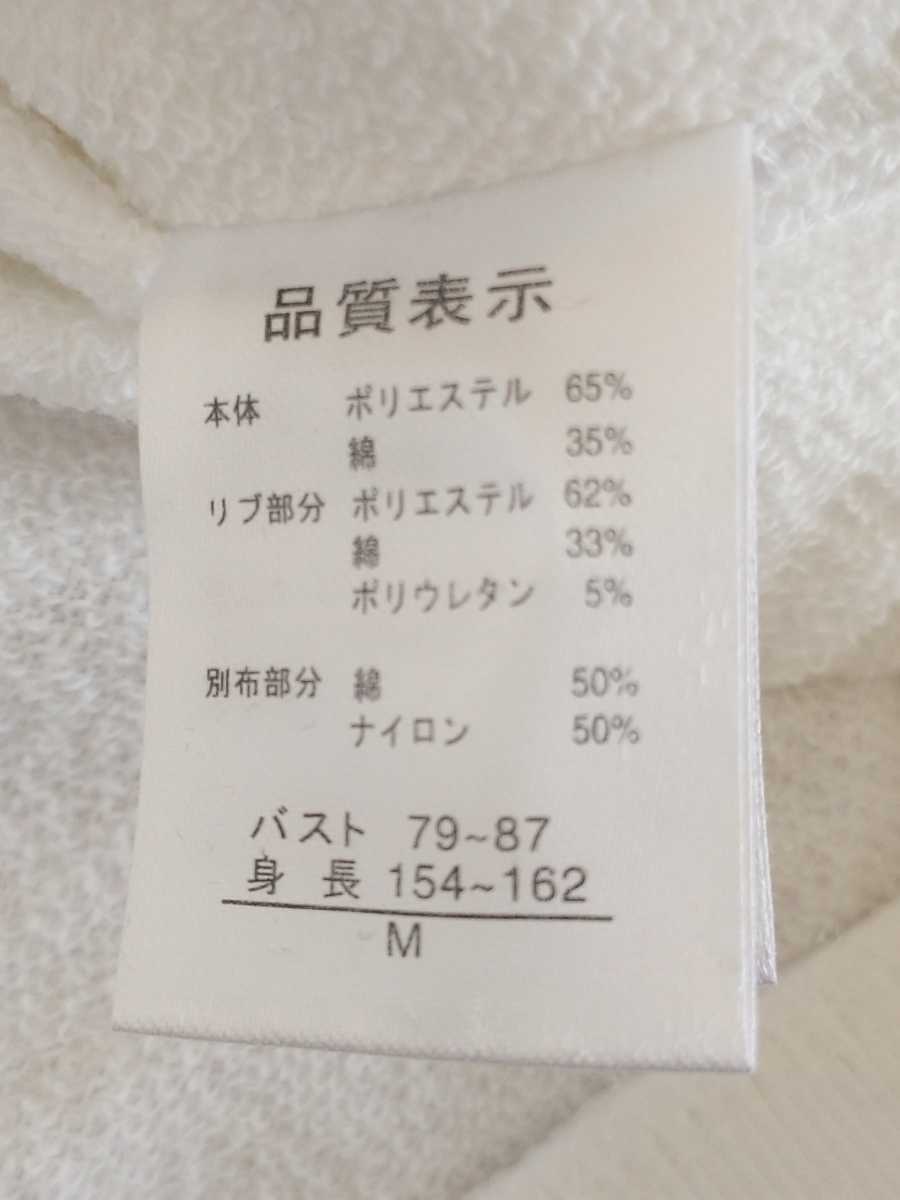 品質表示
本体 ポリエステル 65%
綿 35%
リブ部分 ポリエステル 62%
綿 33%
ポリウレタン 5%
別布部分 綿 50%
ナイロン 50%
バスト 79~87
身長 154~162
M